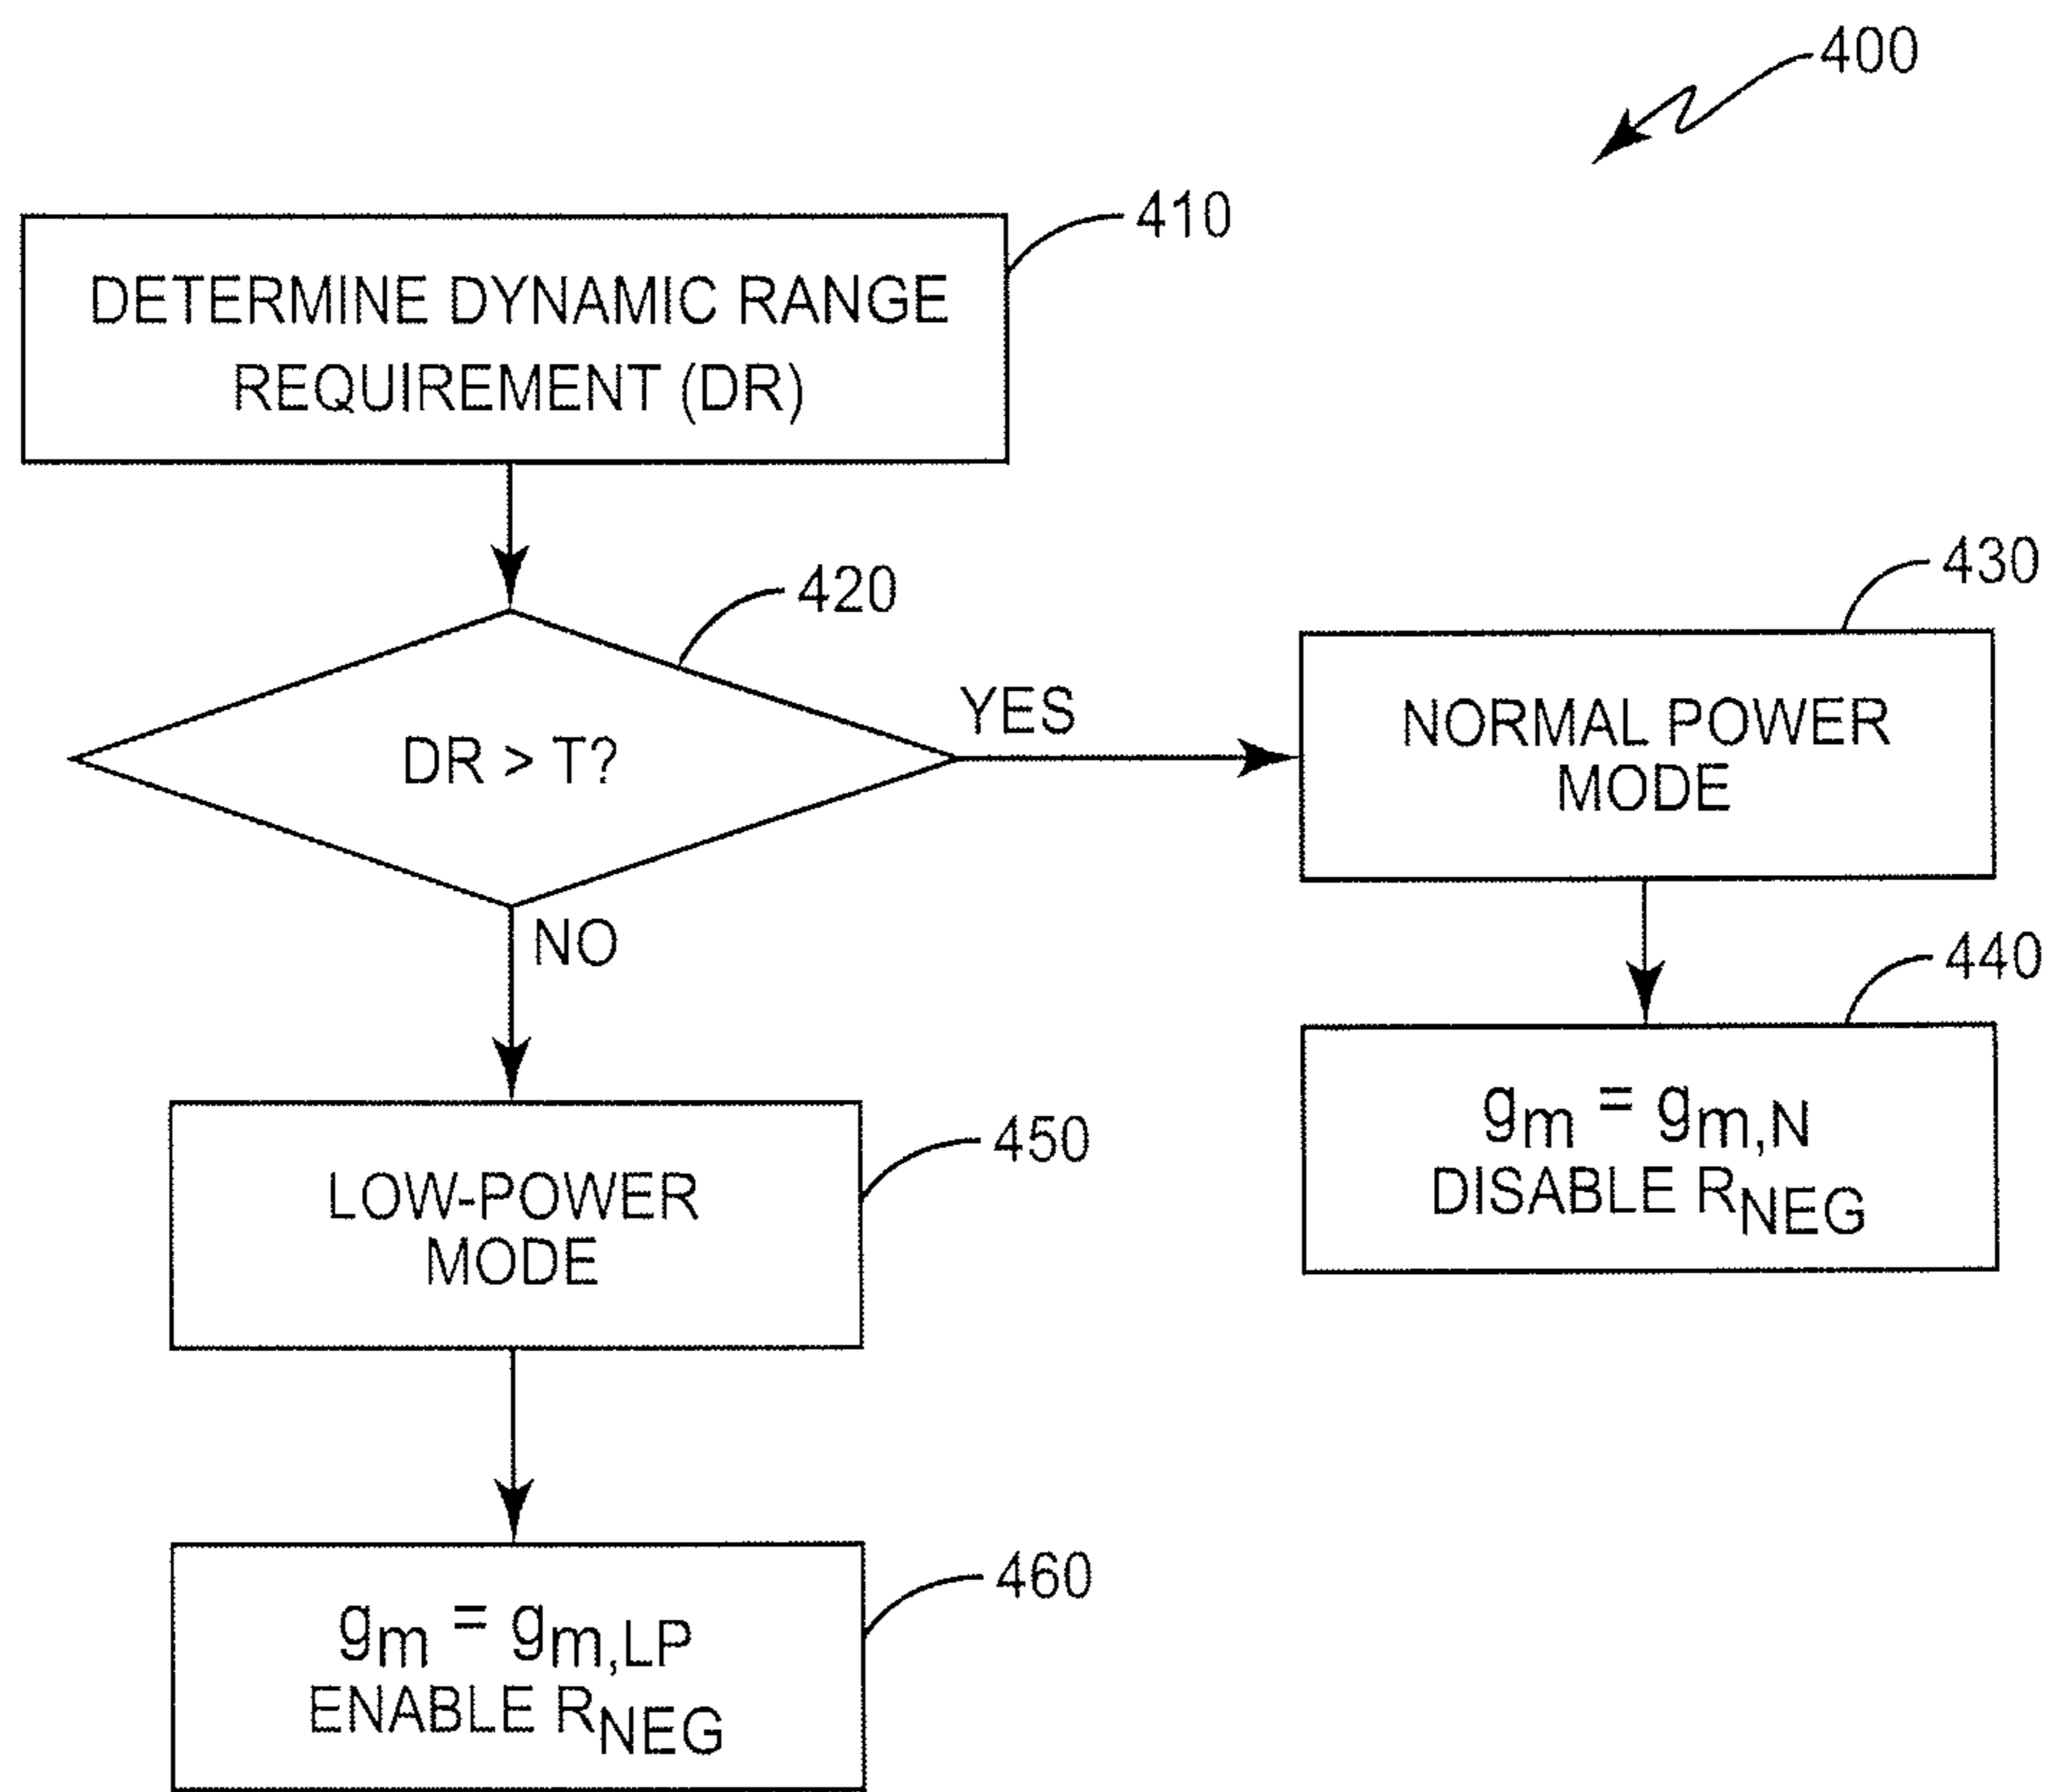 400
410
DETERMINE DYNAMIC RANGE
REQUIREMENT (DR)
420
DR > T?
YES
430
NORMAL POWER
MODE
NO
440
gm = gm,N
DISABLE RNEG
450
LOW-POWER
MODE
460
gm = gm,LP
ENABLE RNEG